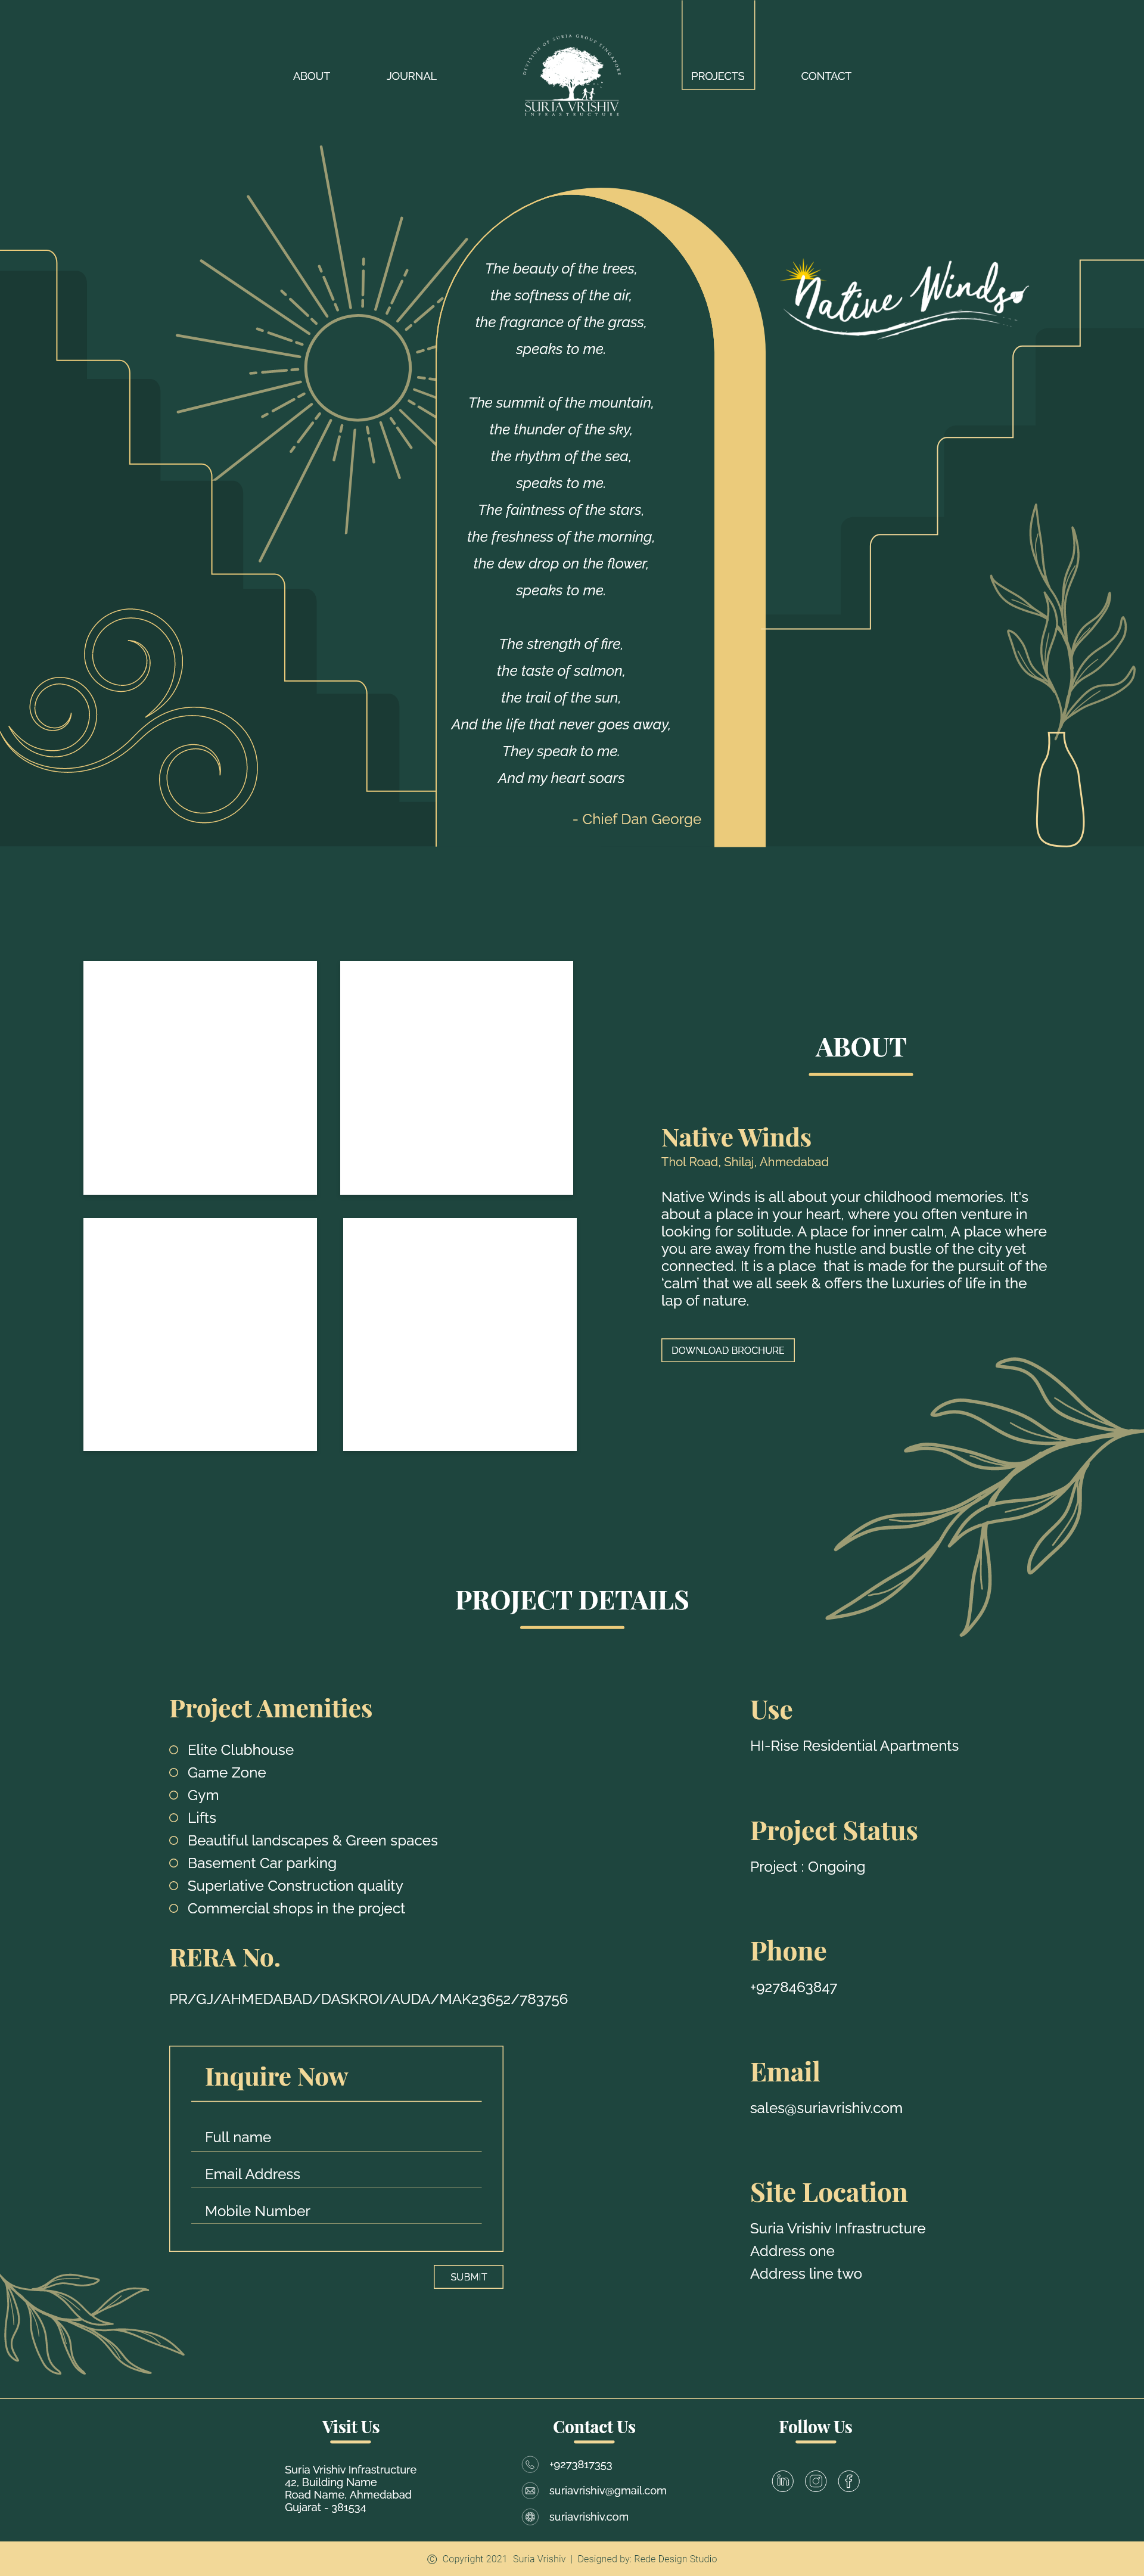 ABOUT
JOURNAL
DIVISION OF SURIA GROUP SINGAPORE
SURIA VRISHIV
INFRASTRUCTURE
PROJECTS
CONTACT
The beauty of the trees,
the softness of the air,
the fragrance of the grass,
speaks to me.
The summit of the mountain,
the thunder of the sky,
the rhythm of the sea,
speaks to me.
The faintness of the stars,
the freshness of the morning,
the dew drop on the flower,
speaks to me.
The strength of fire,
the taste of salmon,
the trail of the sun,
And the life that never goes away,
They speak to me.
And my heart soars
- Chief Dan George
Native Winds
ABOUT
Native Winds
Thol Road, Shilaj, Ahmedabad
Native Winds is all about your childhood memories. It's
about a place in your heart, where you often venture in
looking for solitude. A place for inner calm, A place where
you are away from the hustle and bustle of the city yet
connected. It is a place  that is made for the pursuit of the
‘calm’ that we all seek & offers the luxuries of life in the
lap of nature.
DOWNLOAD BROCHURE
PROJECT DETAILS
Project Amenities
Elite Clubhouse
Game Zone
Gym
Lifts
Beautiful landscapes & Green spaces
Basement Car parking
Superlative Construction quality
Commercial shops in the project
RERA No.
PR/GJ/AHMEDABAD/DASKROI/AUDA/MAK23652/783756
Inquire Now
Full name
Email Address
Mobile Number
SUBMIT
Use
HI-Rise Residential Apartments
Project Status
Project : Ongoing
Phone
+9278463847
Email
sales@suriavrishiv.com
Site Location
Suria Vrishiv Infrastructure
Address one
Address line two
Visit Us
Suria Vrishiv Infrastructure
42, Building Name
Road Name, Ahmedabad
Gujarat - 381534
Contact Us
+9273817353
suriavrishiv@gmail.com
suriavrishiv.com
Follow Us
in
f
© Copyright 2021  Suria Vrishiv | Designed by: Rede Design Studio